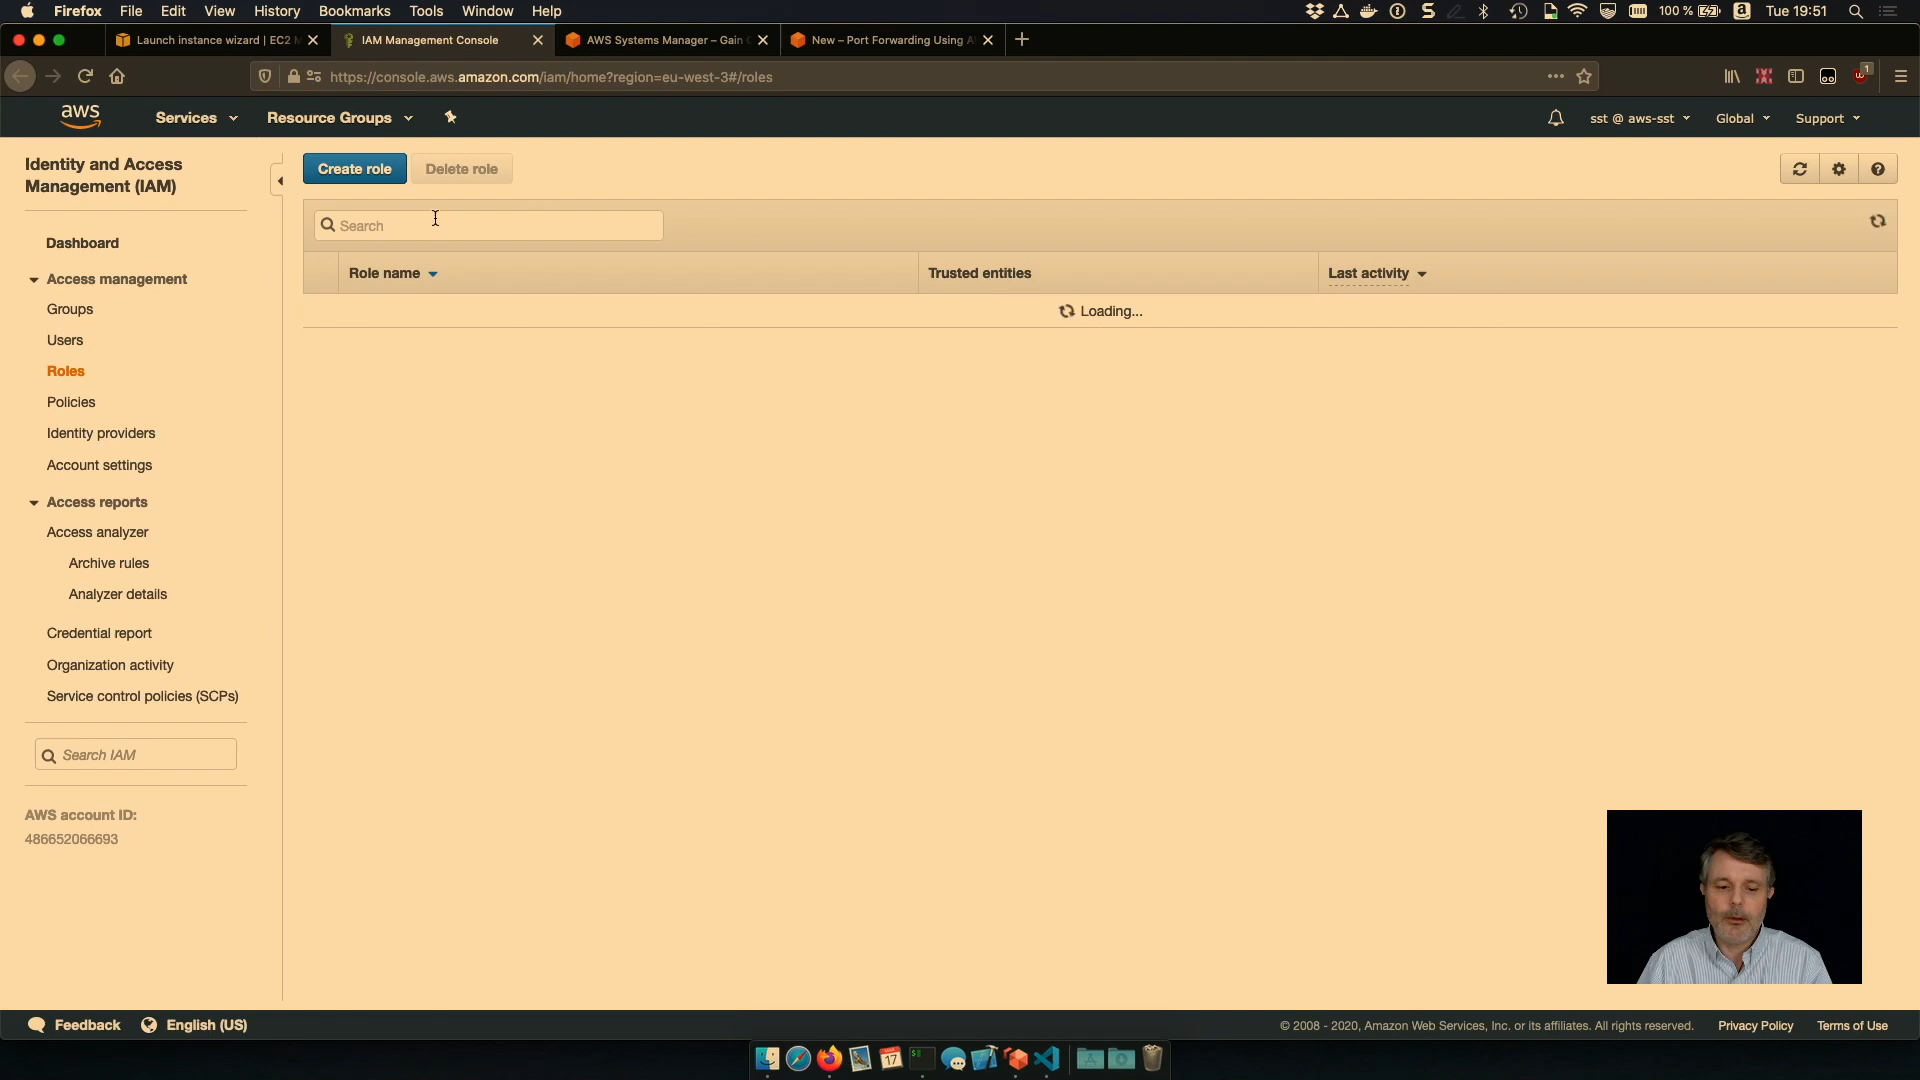 Firefox File Edit View History Bookmarks Tools Window Help 100 % Tue 19:51
Launch instance wizard | EC2 M
IAM Management Console
AWS Systems Manager – Gain
New – Port Forwarding Using A
https://console.aws.amazon.com/iam/home?region=eu-west-3#/roles
1
aws Services Resource Groups sst @ aws-sst Global Support
Identity and Access
Management (IAM)
Dashboard
Access management
Groups
Users
Roles
Policies
Identity providers
Account settings
Access reports
Access analyzer
Archive rules
Analyzer details
Credential report
Organization activity
Service control policies (SCPs)
Search IAM
AWS account ID:
486652066693
Create role Delete role
Search
Role name Trusted entities Last activity
Loading...
Feedback English (US) © 2008 - 2020, Amazon Web Services, Inc. or its affiliates. All rights reserved. Privacy Policy Terms of Use
17